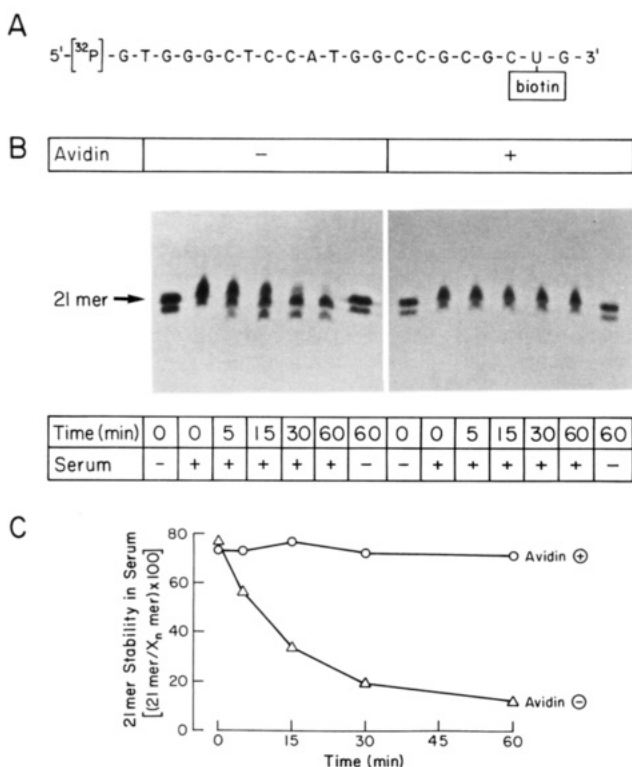 A
5'-[³²P]-G-T-G-G-G-C-T-C-C-A-T-G-G-C-C-G-C-G-C-U-G-3'
biotin
B
Avidin - +
21 mer
Time (min) 0 0 5 15 30 60 60 0 0 5 15 30 60 60
Serum - + + + + + - - + + + + + -
C
21mer Stability in Serum
[(21 mer/Xₙ mer) x 100]
80
60
40
20
0
Avidin ⊕
Avidin ⊖
0 15 30 45 60
Time (min)